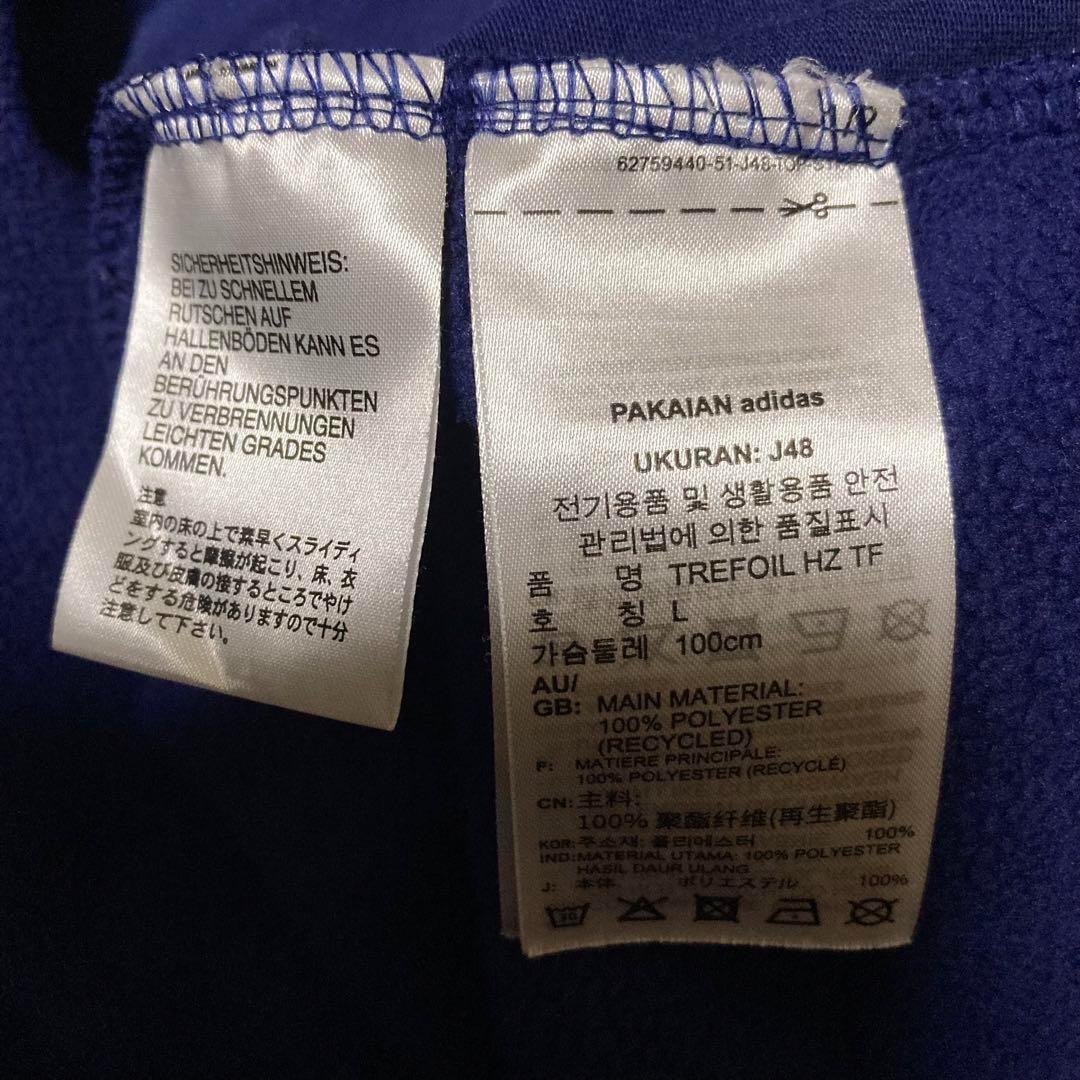 SICHERHEITSHINWEIS:
BEI ZU SCHNELLEM
RUTSCHEN AUF
HALLENBÖDEN KANN ES
AN DEN
BERÜHRUNGSPUNKTEN
ZU VERBRENNUNGEN
LEICHTEN GRADES
KOMMEN.
注意
室内の床の上で素早くスライディ
ングすると摩擦が起こり、床、衣
服及び皮膚の接するところでやけ
どをする危険がありますので十分
注意して下さい。
1/2
62759440-51-J48-TOP-
PAKAIAN adidas
UKURAN: J48
전기용품 및 생활용품 안전
관리법에 의한 품질표시
품 명 TREFOIL HZ TF
호 칭 L
가슴둘레 100cm
AU/
GB: MAIN MATERIAL:
100% POLYESTER
(RECYCLED)
F: MATIERE PRINCIPALE:
100% POLYESTER (RECYCLÉ)
CN: 主料:
100% 聚酯纤维(再生聚酯)
KOR: 주소재: 폴리에스터 100%
IND: MATERIAL UTAMA: 100% POLYESTER
HASIL DAUR ULANG
J: 本体 ポリエステル 100%
30